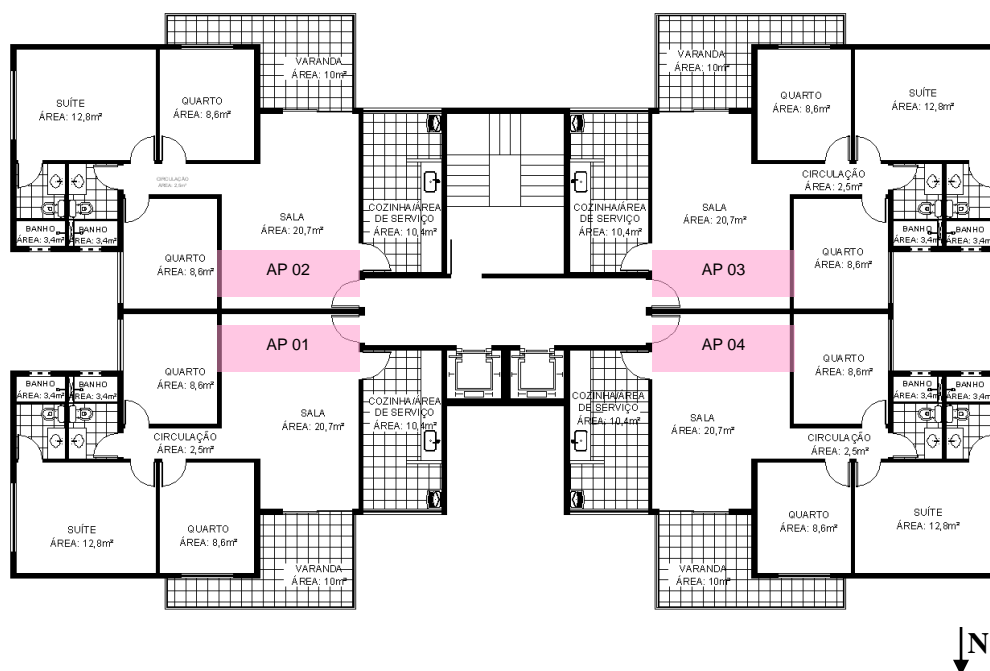 VARANDA
ÁREA: 10m²
SUÍTE
ÁREA: 12,8m²
QUARTO
ÁREA: 8,6m²
CIRCULAÇÃO
ÁREA: 2,5m²
SALA
ÁREA: 20,7m²
COZINHA/ÁREA
DE SERVIÇO
ÁREA: 10,4m²
BANHO
ÁREA: 3,4m²
BANHO
ÁREA: 3,4m²
QUARTO
ÁREA: 8,6m²
AP 02
VARANDA
ÁREA: 10m²
QUARTO
ÁREA: 8,6m²
SUÍTE
ÁREA: 12,8m²
CIRCULAÇÃO
ÁREA: 2,5m²
SALA
ÁREA: 20,7m²
COZINHA/ÁREA
DE SERVIÇO
ÁREA: 10,4m²
BANHO
ÁREA: 3,4m²
BANHO
ÁREA: 3,4m
QUARTO
ÁREA: 8,6m²
AP 03
AP 01
QUARTO
ÁREA: 8,6m²
BANHO
ÁREA: 3,4m²
BANHO
ÁREA: 3,4m²
COZINHA/ÁREA
DE SERVIÇO
ÁREA: 10,4m²
SALA
ÁREA: 20,7m²
CIRCULAÇÃO
ÁREA: 2,5m²
SUÍTE
ÁREA: 12,8m²
QUARTO
ÁREA: 8,6m²
VARANDA
ÁREA: 10m²
AP 04
QUARTO
ÁREA: 8,6m²
BANHO
ÁREA: 3,4m²
BANHO
ÁREA: 3,4m
COZINHA/ÁREA
DE SERVIÇO
ÁREA: 10,4m²
SALA
ÁREA: 20,7m²
CIRCULAÇÃO
ÁREA: 2,5m²
QUARTO
ÁREA: 8,6m²
SUÍTE
ÁREA: 12,8m²
VARANDA
ÁREA: 10m²
N